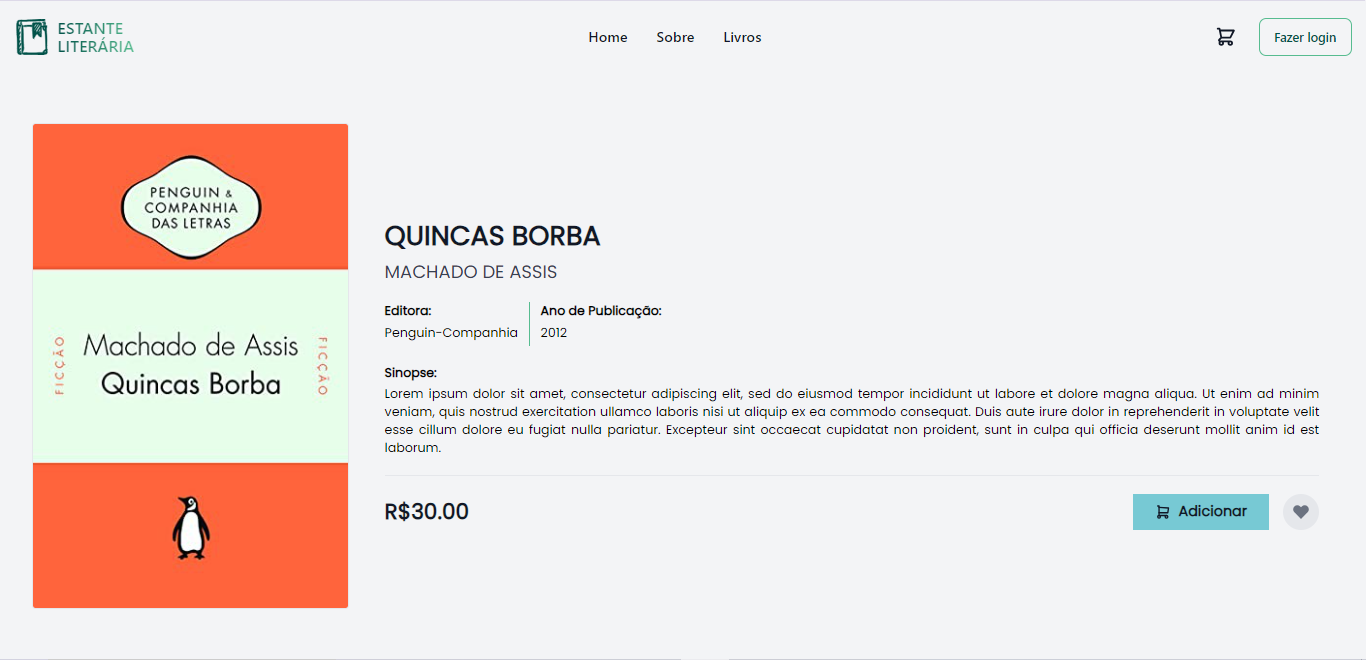 ESTANTE
LITERÁRIA
Home
Sobre
Livros
Fazer login
PENGUIN &
COMPANHIA
DAS LETRAS
FICÇÃO
Machado de Assis
Quincas Borba
FICÇÃO
QUINCAS BORBA
MACHADO DE ASSIS
Editora:
Penguin-Companhia
Ano de Publicação:
2012
Sinopse:
Lorem ipsum dolor sit amet, consectetur adipiscing elit, sed do eiusmod tempor incididunt ut labore et dolore magna aliqua. Ut enim ad minim
veniam, quis nostrud exercitation ullamco laboris nisi ut aliquip ex ea commodo consequat. Duis aute irure dolor in reprehenderit in voluptate velit
esse cillum dolore eu fugiat nulla pariatur. Excepteur sint occaecat cupidatat non proident, sunt in culpa qui officia deserunt mollit anim id est
laborum.
R$30.00
Adicionar